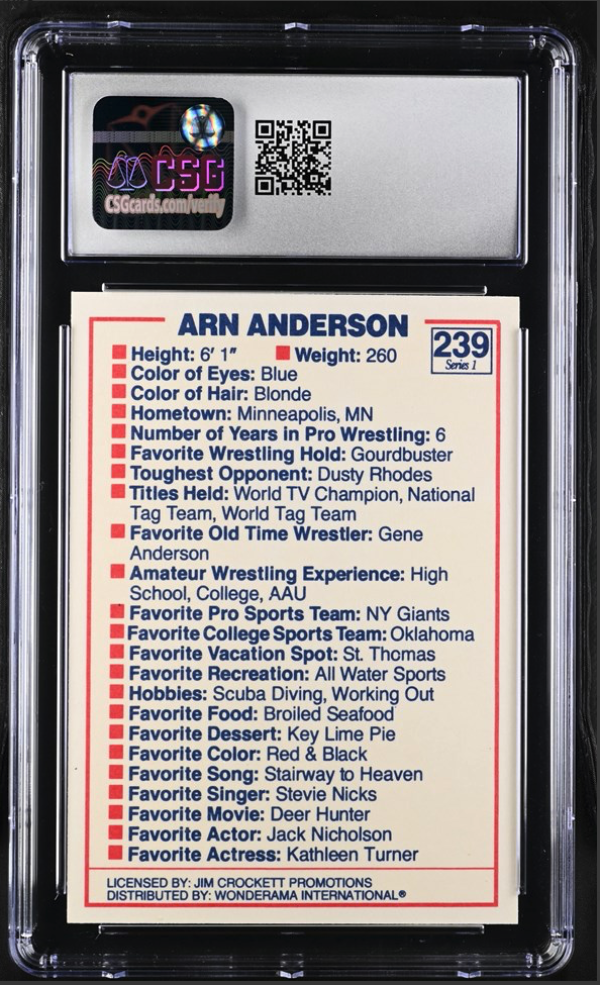 CSG
CSGcards.com/verify
ARN ANDERSON
239
Series 1
Height: 6' 1" Weight: 260
Color of Eyes: Blue
Color of Hair: Blonde
Hometown: Minneapolis, MN
Number of Years in Pro Wrestling: 6
Favorite Wrestling Hold: Gourdbuster
Toughest Opponent: Dusty Rhodes
Titles Held: World TV Champion, National
Tag Team, World Tag Team
Favorite Old Time Wrestler: Gene
Anderson
Amateur Wrestling Experience: High
School, College, AAU
Favorite Pro Sports Team: NY Giants
Favorite College Sports Team: Oklahoma
Favorite Vacation Spot: St. Thomas
Favorite Recreation: All Water Sports
Hobbies: Scuba Diving, Working Out
Favorite Food: Broiled Seafood
Favorite Dessert: Key Lime Pie
Favorite Color: Red & Black
Favorite Song: Stairway to Heaven
Favorite Singer: Stevie Nicks
Favorite Movie: Deer Hunter
Favorite Actor: Jack Nicholson
Favorite Actress: Kathleen Turner
LICENSED BY: JIM CROCKETT PROMOTIONS
DISTRIBUTED BY: WONDERAMA INTERNATIONAL®